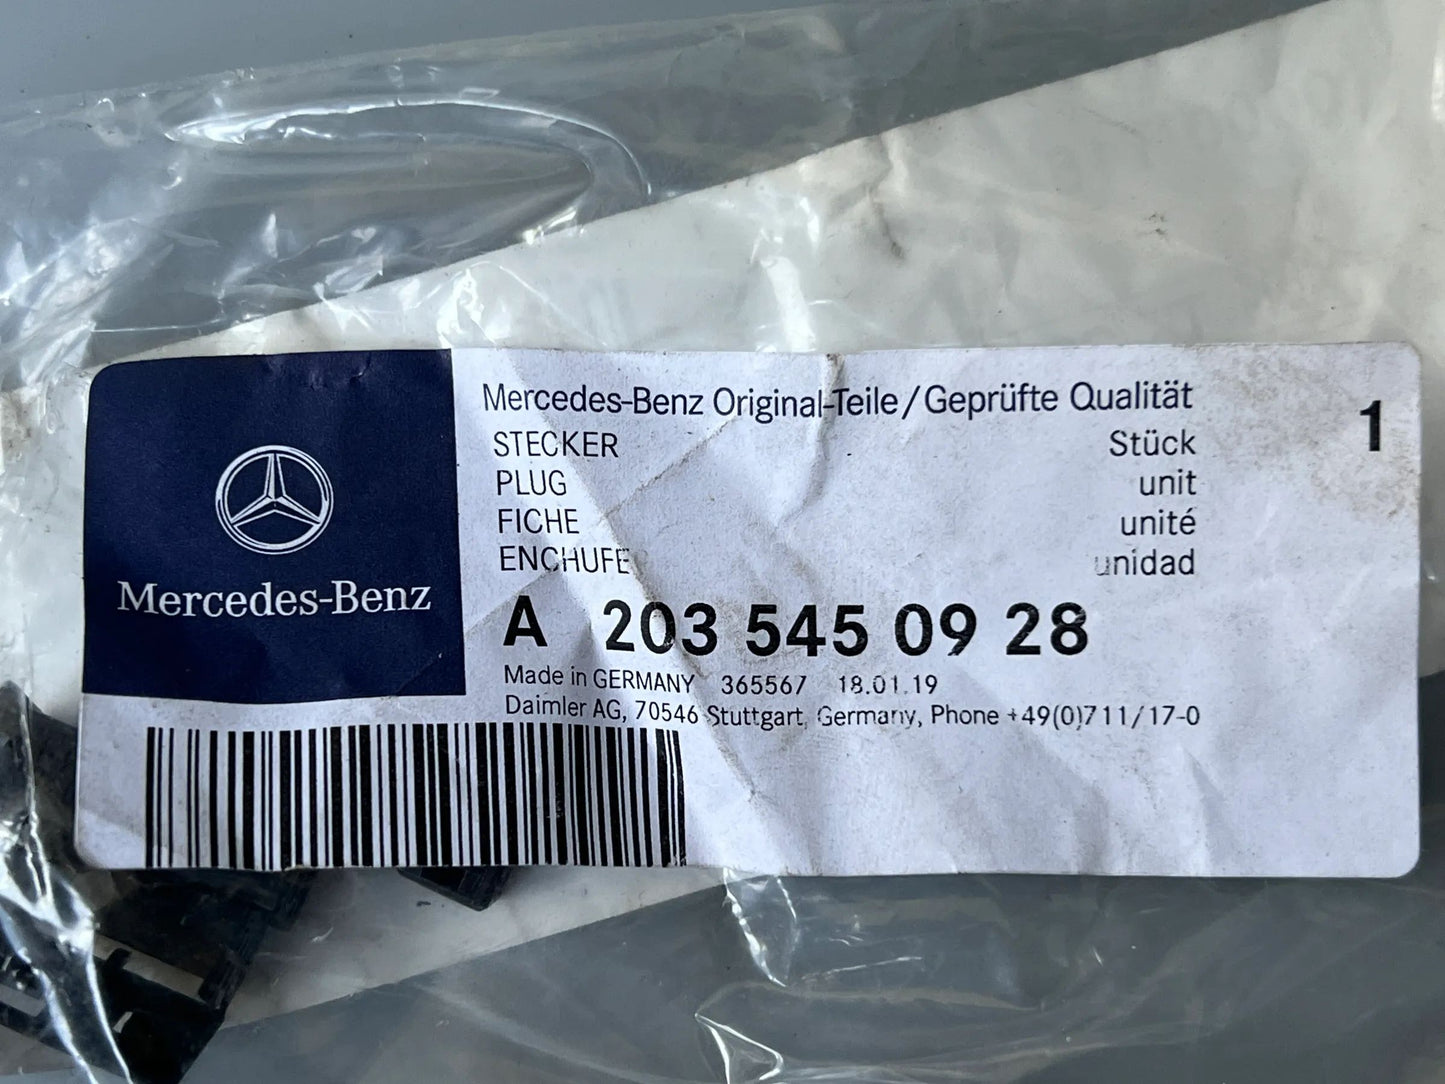 Mercedes-Benz
Mercedes-Benz Original-Teile/Geprüfte Qualität
STECKER Stück 1
PLUG unit
FICHE unité
ENCHUFE unidad
A 203 545 09 28
Made in GERMANY 365567 18.01.19
Daimler AG, 70546 Stuttgart, Germany, Phone +49(0)711/17-0